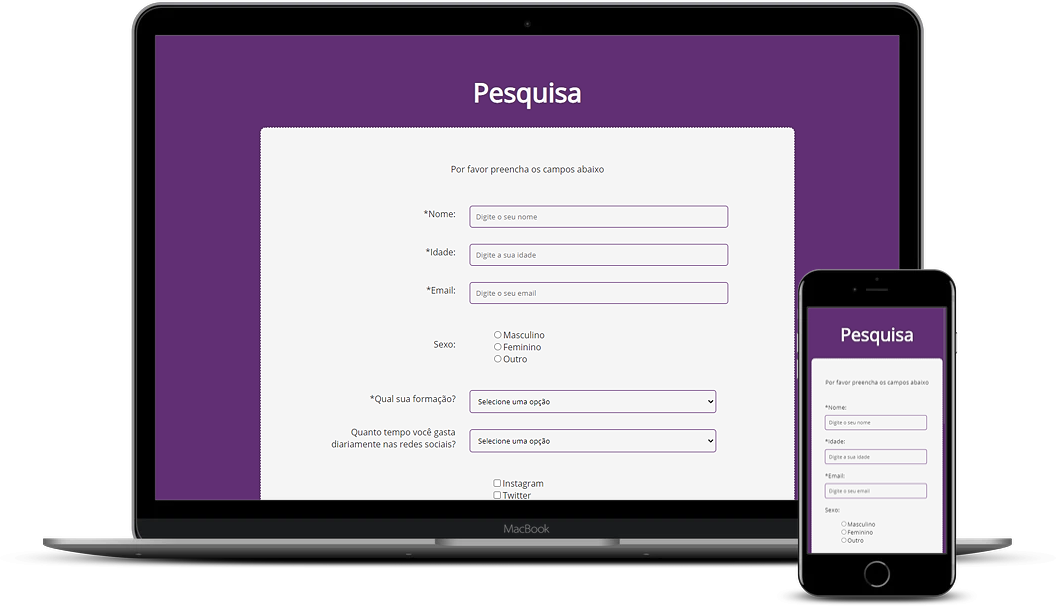 Pesquisa
Por favor preencha os campos abaixo
*Nome:
Digite o seu nome
*Idade:
Digite a sua idade
*Email:
Digite o seu email
Sexo:
Masculino
Feminino
Outro
*Qual sua formação?
Selecione uma opção
Quanto tempo você gasta
diariamente nas redes sociais?
Selecione uma opção
Instagram
Twitter
MacBook
Pesquisa
Por favor preencha os campos abaixo
*Nome:
Digite o seu nome
*Idade:
Digite a sua idade
*Email:
Digite o seu email
Sexo:
Masculino
Feminino
Outro